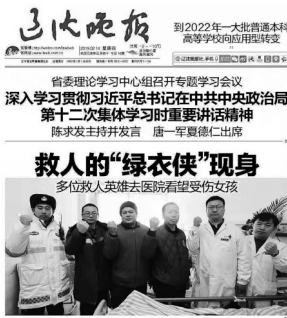 辽沈晚报
到2022年一大批普通本科
高等学校向应用型转变
2019.02.14 星期四
省委理论学习中心组召开专题学习会议
深入学习贯彻习近平总书记在中共中央政治局
第十二次集体学习时重要讲话精神
陈求发主持并发言 唐一军夏德仁出席
救人的“绿衣侠”现身
多位救人英雄去医院看望受伤女孩